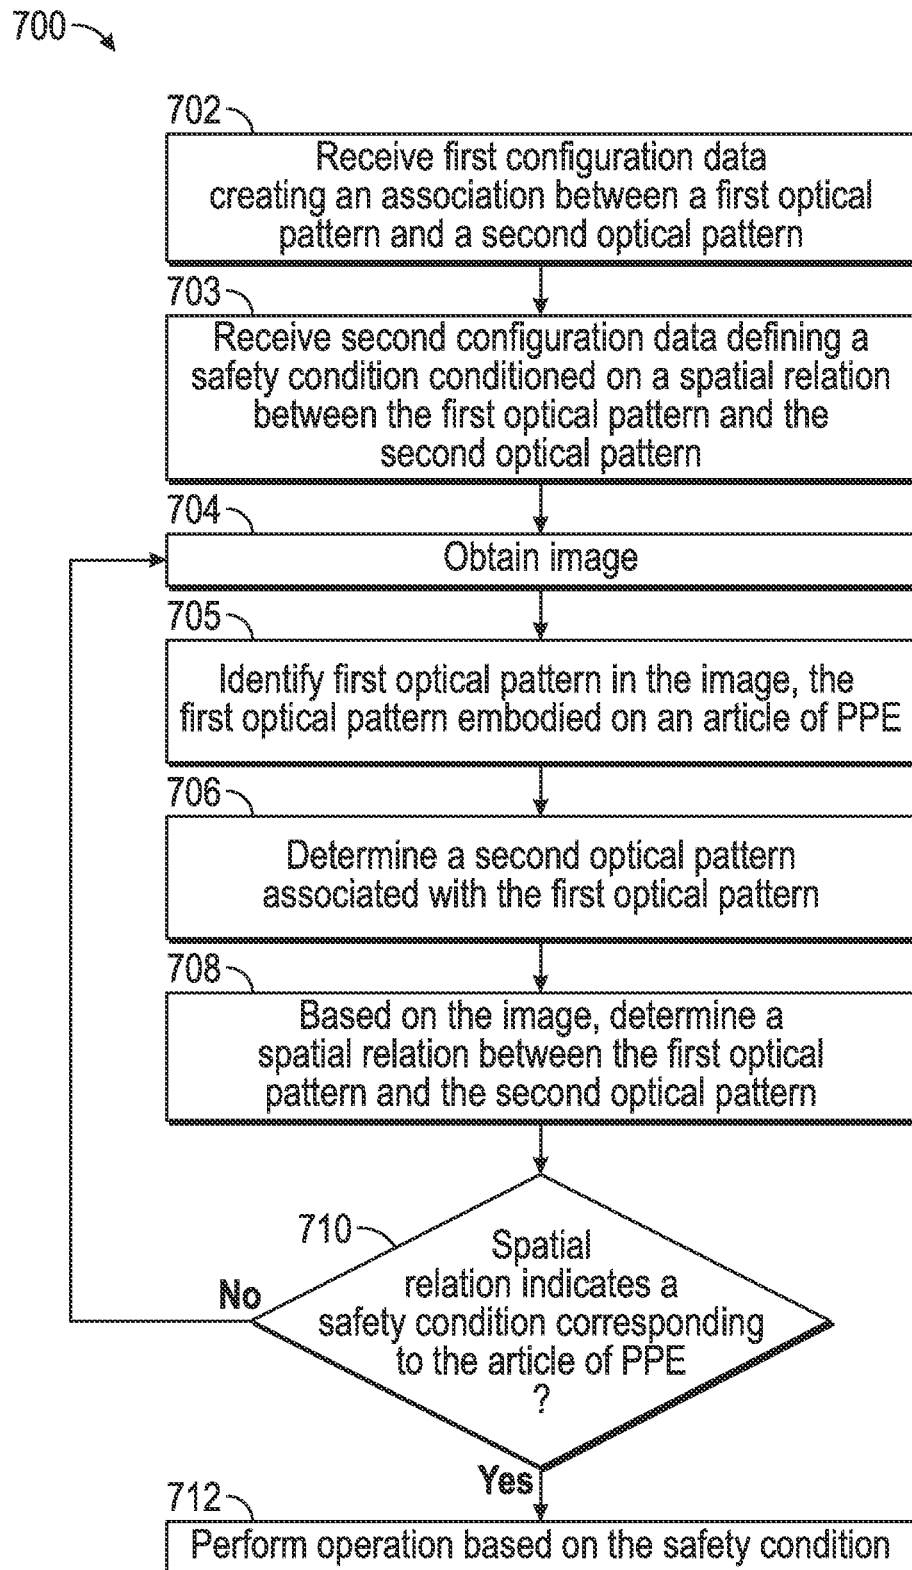 700
702
Receive first configuration data
creating an association between a first optical
pattern and a second optical pattern
703
Receive second configuration data defining a
safety condition conditioned on a spatial relation
between the first optical pattern and the
second optical pattern
704
Obtain image
705
Identify first optical pattern in the image, the
first optical pattern embodied on an article of PPE
706
Determine a second optical pattern
associated with the first optical pattern
708
Based on the image, determine a
spatial relation between the first optical
pattern and the second optical pattern
710
Spatial
relation indicates a
safety condition corresponding
to the article of PPE
?
No
Yes
712
Perform operation based on the safety condition